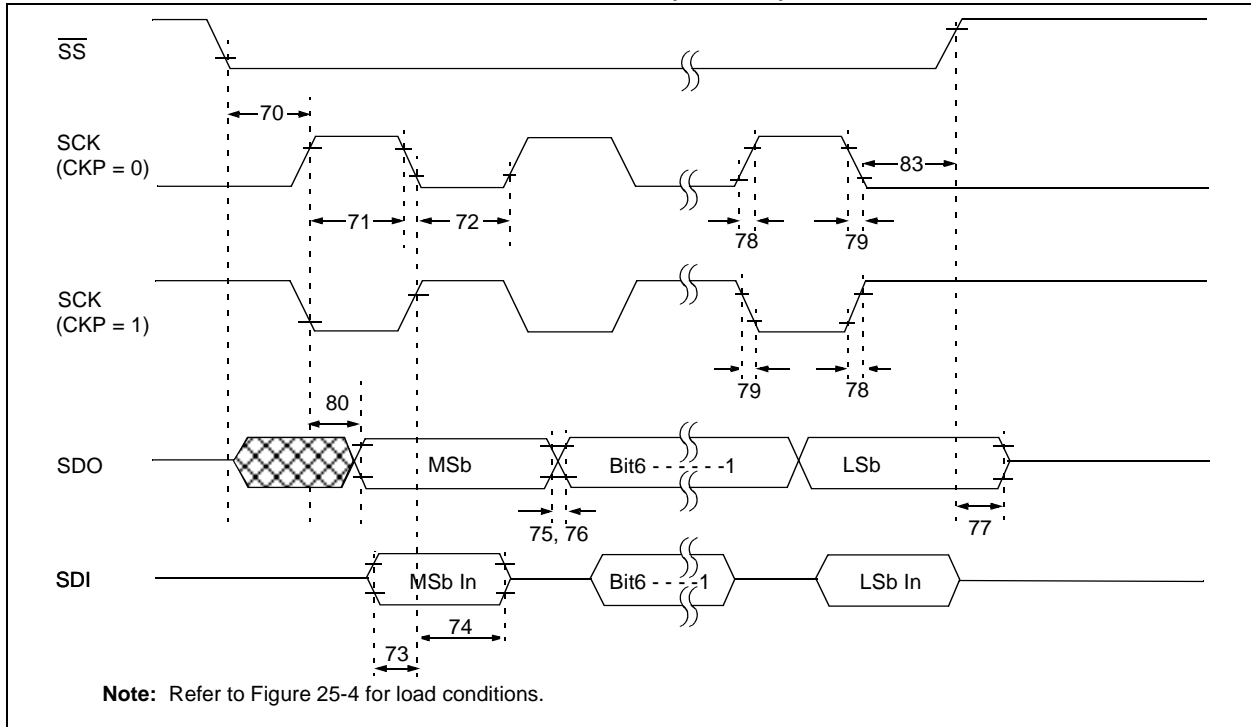 SS
70
SCK
(CKP = 0)
83
71
72
78
79
SCK
(CKP = 1)
79
78
80
SDO
MSb
Bit6 - - - - - -1
LSb
75, 76
77
SDI
MSb In
Bit6 - - - -1
LSb In
74
73
Note: Refer to Figure 25-4 for load conditions.